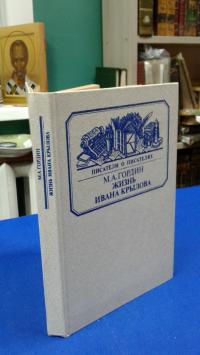 ПИСАТЕЛИ О ПИСАТЕЛЯХ
М.А.ГОРДИН
ЖИЗНЬ
ИВАНА КРЫЛОВА
М.А.ГОРДИН ЖИЗНЬ ИВАНА КРЫЛОВА